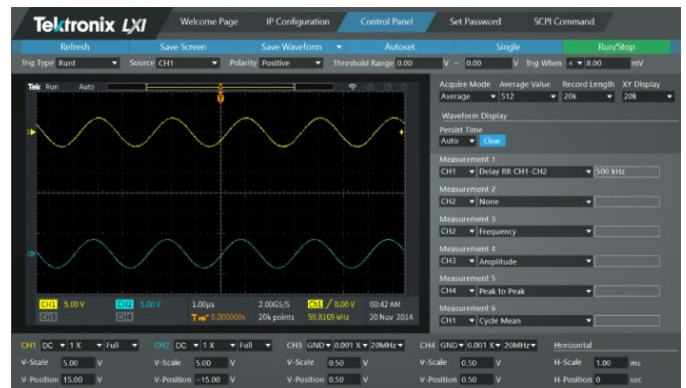 Tektronix LXI Welcome Page IP Configuration Control Panel Set Password SCPI Command
Refresh Save Screen Save Waveform Autoset Single Run/Stop
Trig Type Runt Source CH1 Polarity Positive Threshold Range 0.00 V - 0.00 V Trig When < 8.00 mV
Tek Run Auto
Acquire Mode Average Value Record Length XY Display
Average 512 20k 20k
Waveform Display
Persist Time
Auto Clear
Measurement 1
CH1 Delay RR CH1-CH2 500 kHz
Measurement 2
CH2 None
Measurement 3
CH2 Frequency
Measurement 4
CH3 Amplitude
Measurement 5
CH4 Peak to Peak
Measurement 6
CH1 Cycle Mean
CH1 5.00 V CH2 5.00 V 1.00µs 2.00GS/S Ch1 / 0.00 V 00:42 AM
CH3 CH4 T 0.000000s 20k points 59.8169 kHz 20 Nov 2014
CH1 DC 1 X Full CH2 DC 1 X Full CH3 GND 0.001 X 20MHz CH4 GND 0.001 X 20MHz Horizontal
V-Scale 5.00 V V-Scale 5.00 V V-Scale 0.50 V V-Scale 0.50 V H-Scale 1.00 ms
V-Position 15.00 V V-Position -15.00 V V-Position 0.50 V V-Position 0.50 V H-Position 0 sec